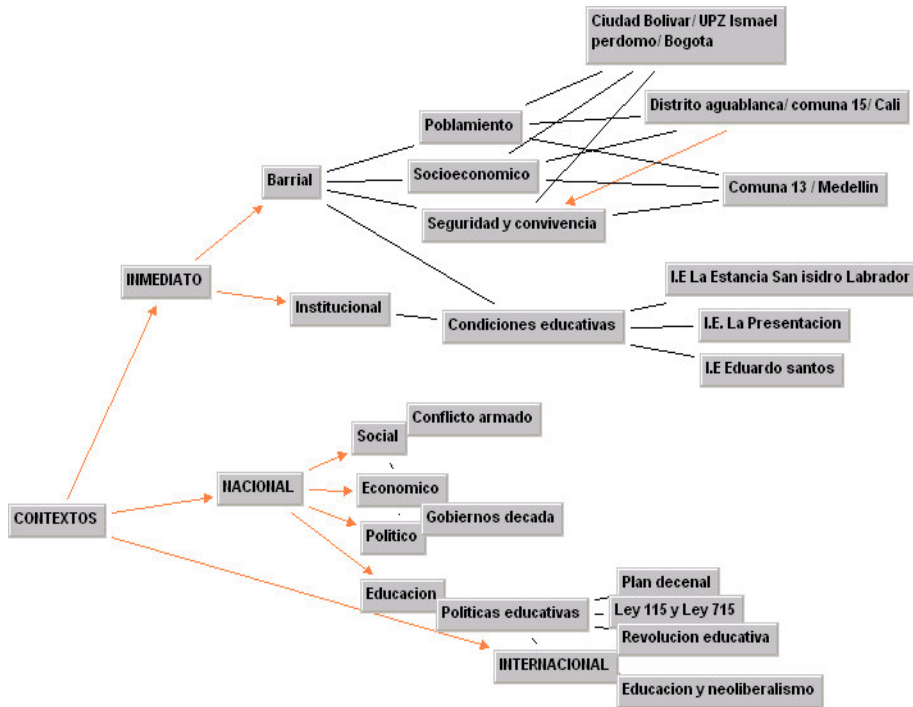 Ciudad Bolivar/ UPZ Ismael
perdomo/ Bogota
Distrito aguablanca/ comuna 15/ Cali
Poblamiento
Barrial
Socioeconomico
Comuna 13 / Medellin
Seguridad y convivencia
INMEDIATO
I.E La Estancia San isidro Labrador
Institucional
Condiciones educativas
I.E. La Presentacion
I.E Eduardo santos
Conflicto armado
Social
NACIONAL
Economico
CONTEXTOS
Gobiernos decada
Politico
Plan decenal
Educacion
Politicas educativas
Ley 115 y Ley 715
Revolucion educativa
INTERNACIONAL
Educacion y neoliberalismo